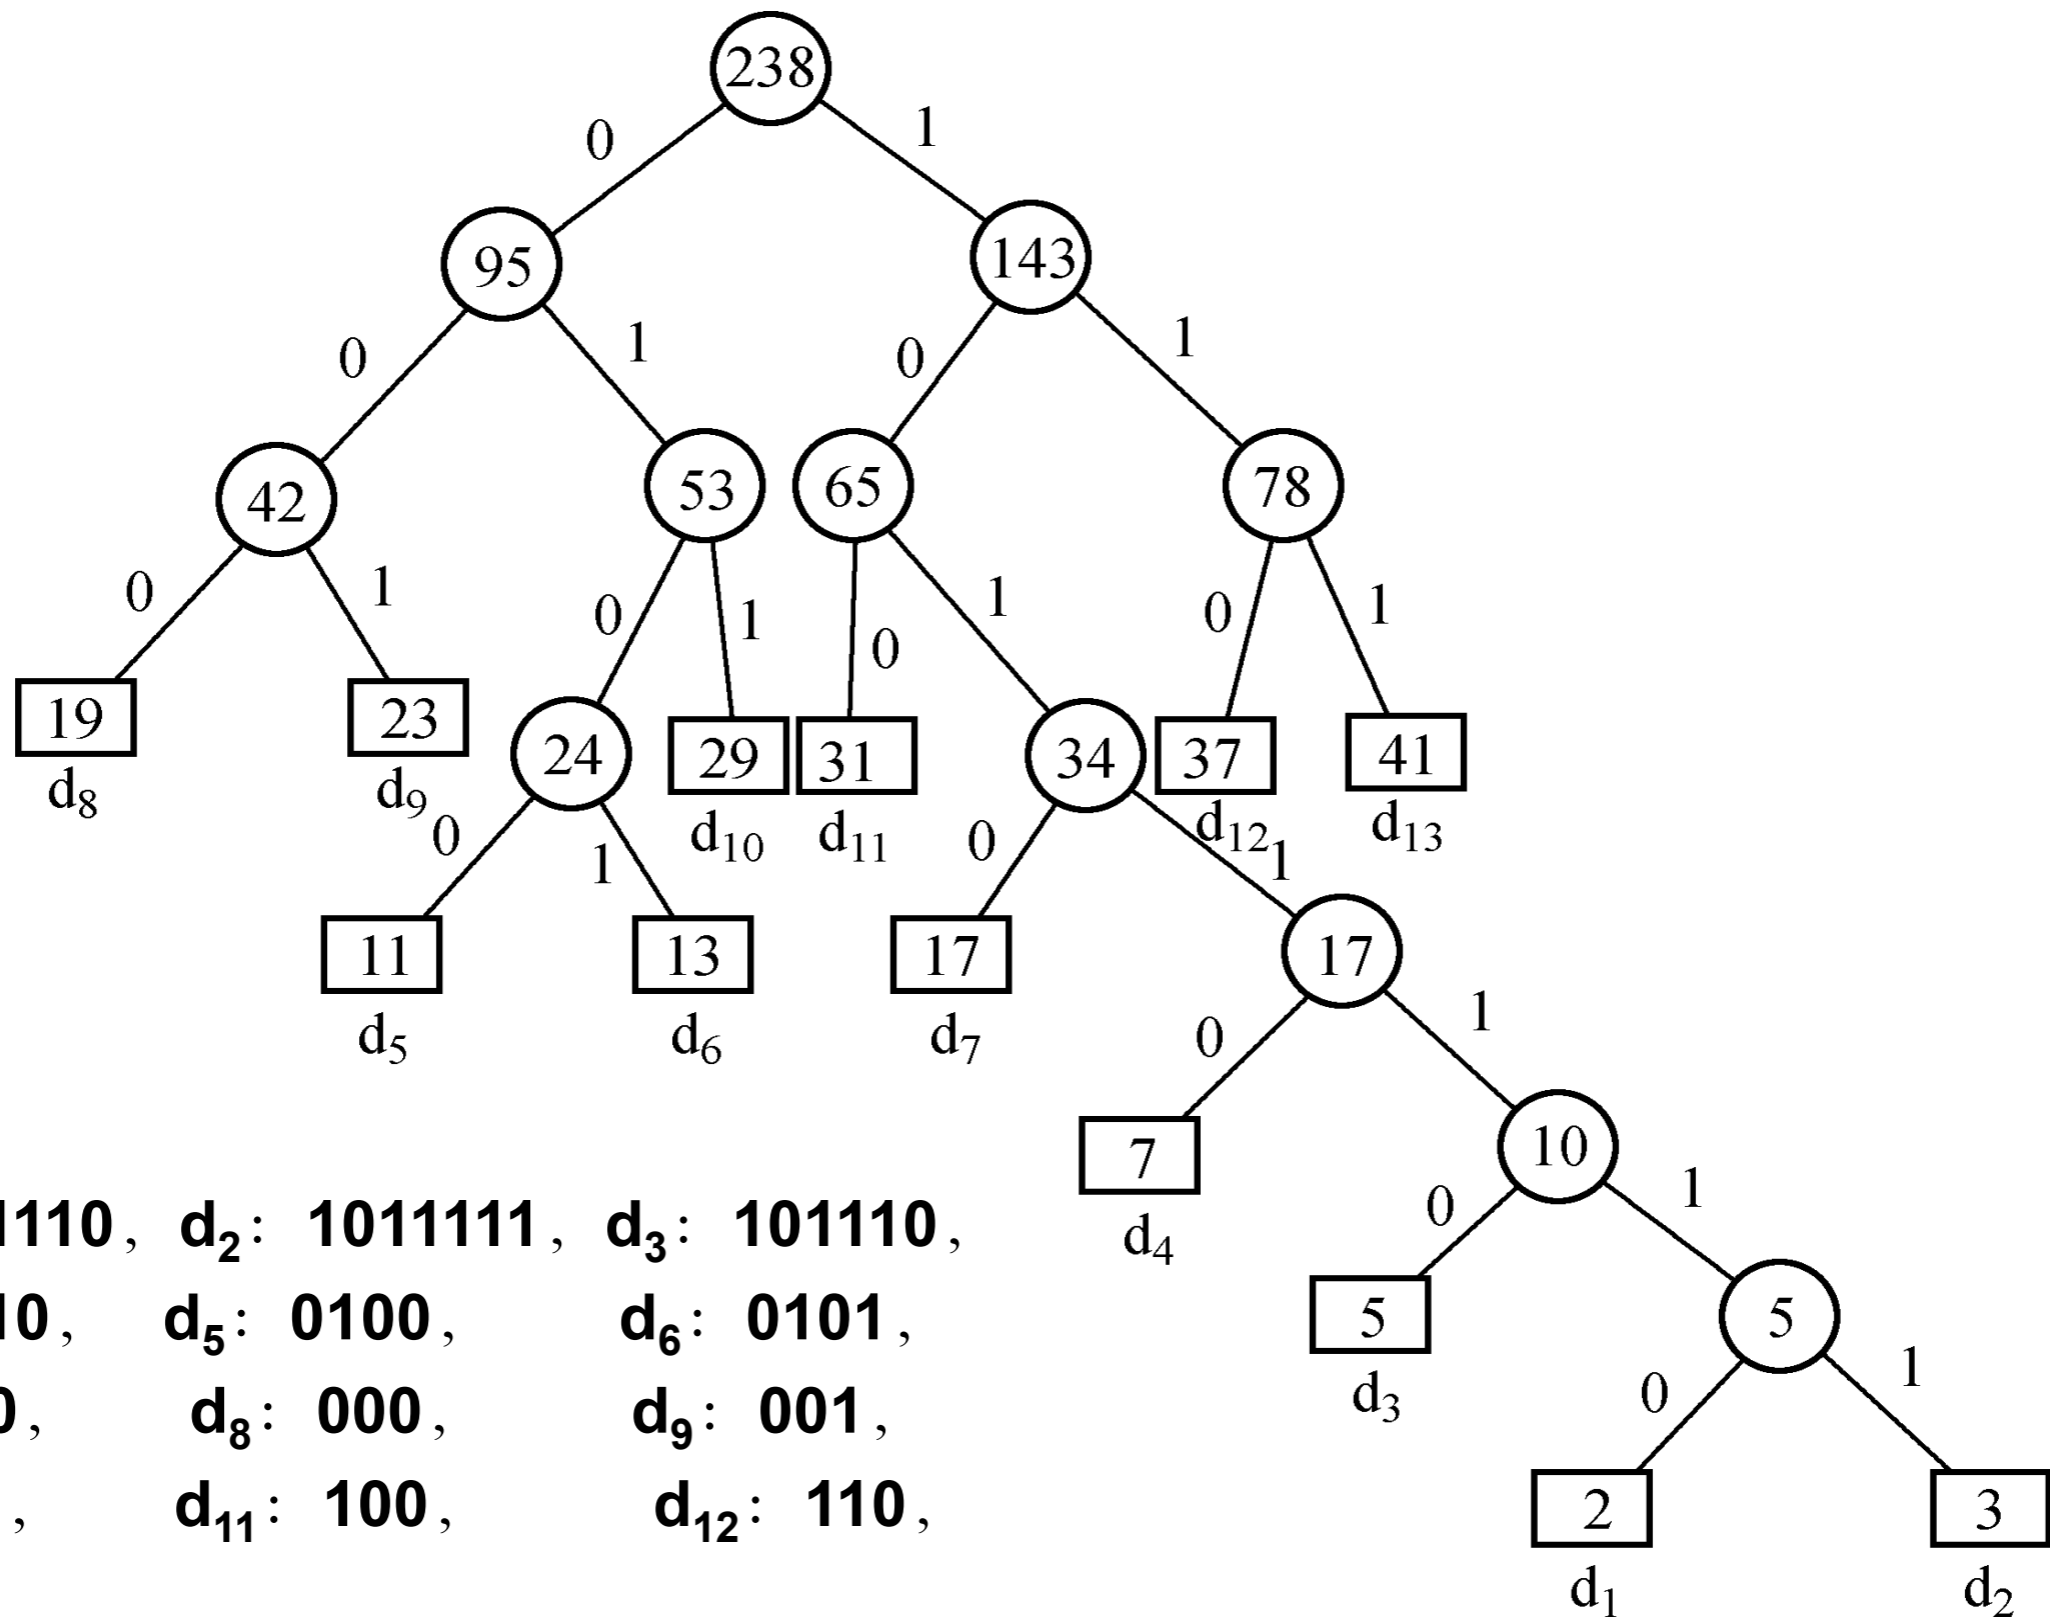 238
0 1
95 143
0 1 0 1
42 53 65 78
0 1 0 1 0 1 0 1
19 23 24 29 31 34 37 41
d8 d9 d10 d11 d12 d13
0 1 0 1
11 13 17 17
d5 d6 d7
0 1
7 10
d4
0 1
5 5
d3
0 1
2 3
d1 d2
1110, d2: 1011111, d3: 101110,
10, d5: 0100, d6: 0101,
0, d8: 000, d9: 001,
, d11: 100, d12: 110,